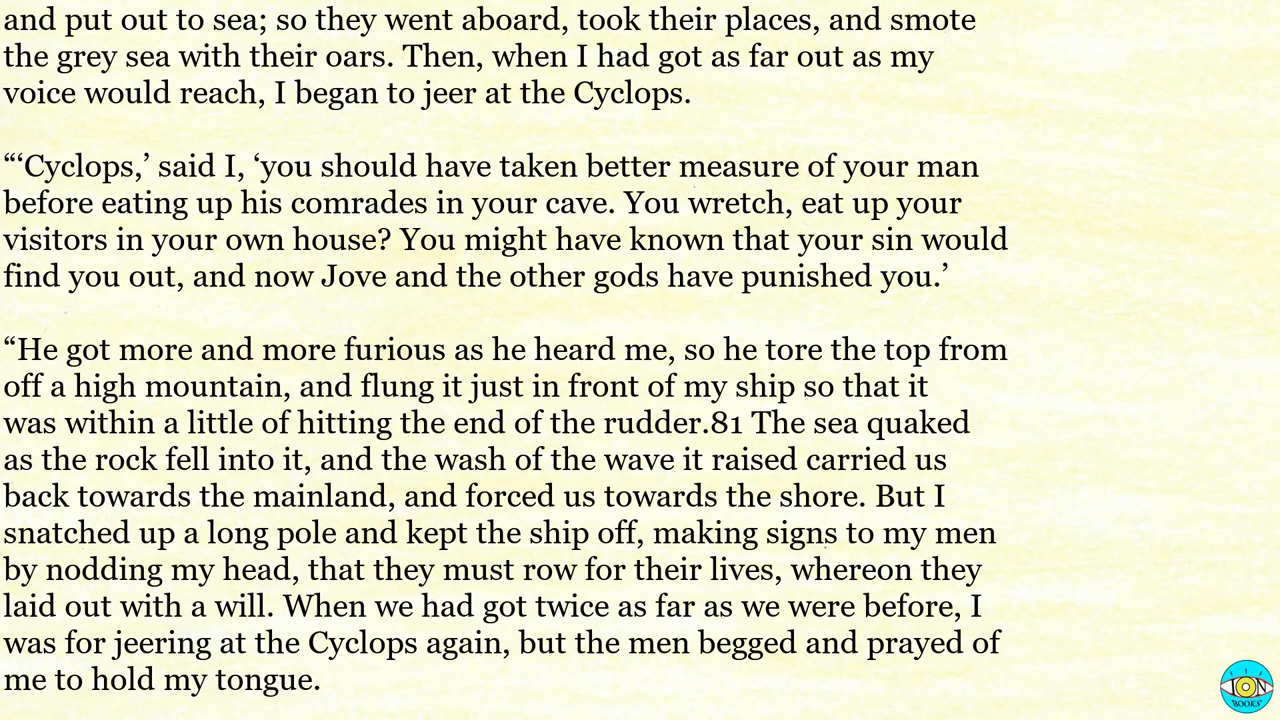 and put out to sea; so they went aboard, took their places, and smote
the grey sea with their oars. Then, when I had got as far out as my
voice would reach, I began to jeer at the Cyclops.
“‘Cyclops,’ said I, ‘you should have taken better measure of your man
before eating up his comrades in your cave. You wretch, eat up your
visitors in your own house? You might have known that your sin would
find you out, and now Jove and the other gods have punished you.’
“He got more and more furious as he heard me, so he tore the top from
off a high mountain, and flung it just in front of my ship so that it
was within a little of hitting the end of the rudder.81 The sea quaked
as the rock fell into it, and the wash of the wave it raised carried us
back towards the mainland, and forced us towards the shore. But I
snatched up a long pole and kept the ship off, making signs to my men
by nodding my head, that they must row for their lives, whereon they
laid out with a will. When we had got twice as far as we were before, I
was for jeering at the Cyclops again, but the men begged and prayed of
me to hold my tongue.
ION
BOOKS